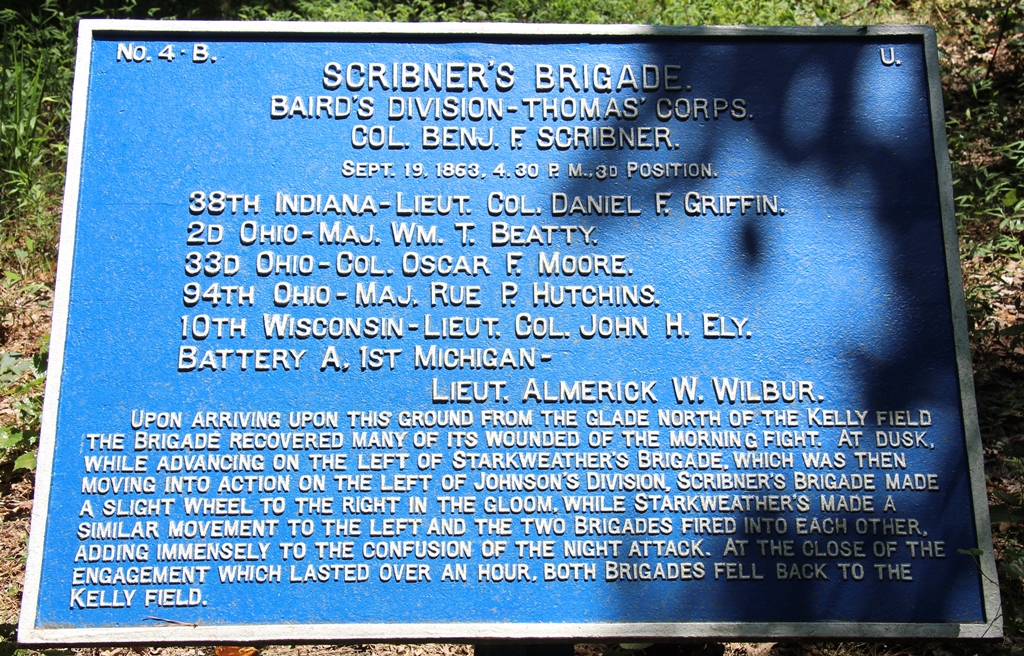 No. 4 - B. U.
SCRIBNER'S BRIGADE.
BAIRD'S DIVISION - THOMAS' CORPS.
COL. BENJ. F. SCRIBNER.
SEPT. 19, 1863, 4.30 P. M., 3D POSITION.
38TH INDIANA - LIEUT. COL. DANIEL F. GRIFFIN.
2D OHIO - MAJ. WM. T. BEATTY.
33D OHIO - COL. OSCAR F. MOORE.
94TH OHIO - MAJ. RUE P. HUTCHINS.
10TH WISCONSIN - LIEUT. COL. JOHN H. ELY.
BATTERY A, 1ST MICHIGAN -
LIEUT. ALMERICK W. WILBUR.
UPON ARRIVING UPON THIS GROUND FROM THE GLADE NORTH OF THE KELLY FIELD
THE BRIGADE RECOVERED MANY OF ITS WOUNDED OF THE MORNING FIGHT. AT DUSK,
WHILE ADVANCING ON THE LEFT OF STARKWEATHER'S BRIGADE, WHICH WAS THEN
MOVING INTO ACTION ON THE LEFT OF JOHNSON'S DIVISION, SCRIBNER'S BRIGADE MADE
A SLIGHT WHEEL TO THE RIGHT IN THE GLOOM, WHILE STARKWEATHER'S MADE A
SIMILAR MOVEMENT TO THE LEFT AND THE TWO BRIGADES FIRED INTO EACH OTHER,
ADDING IMMENSELY TO THE CONFUSION OF THE NIGHT ATTACK. AT THE CLOSE OF THE
ENGAGEMENT WHICH LASTED OVER AN HOUR, BOTH BRIGADES FELL BACK TO THE
KELLY FIELD.